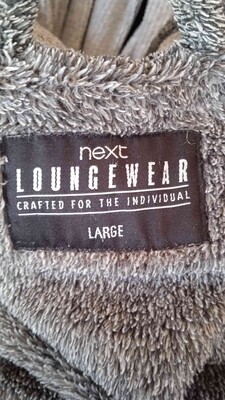 next
LOUNGEWEAR
CRAFTED FOR THE INDIVIDUAL
LARGE